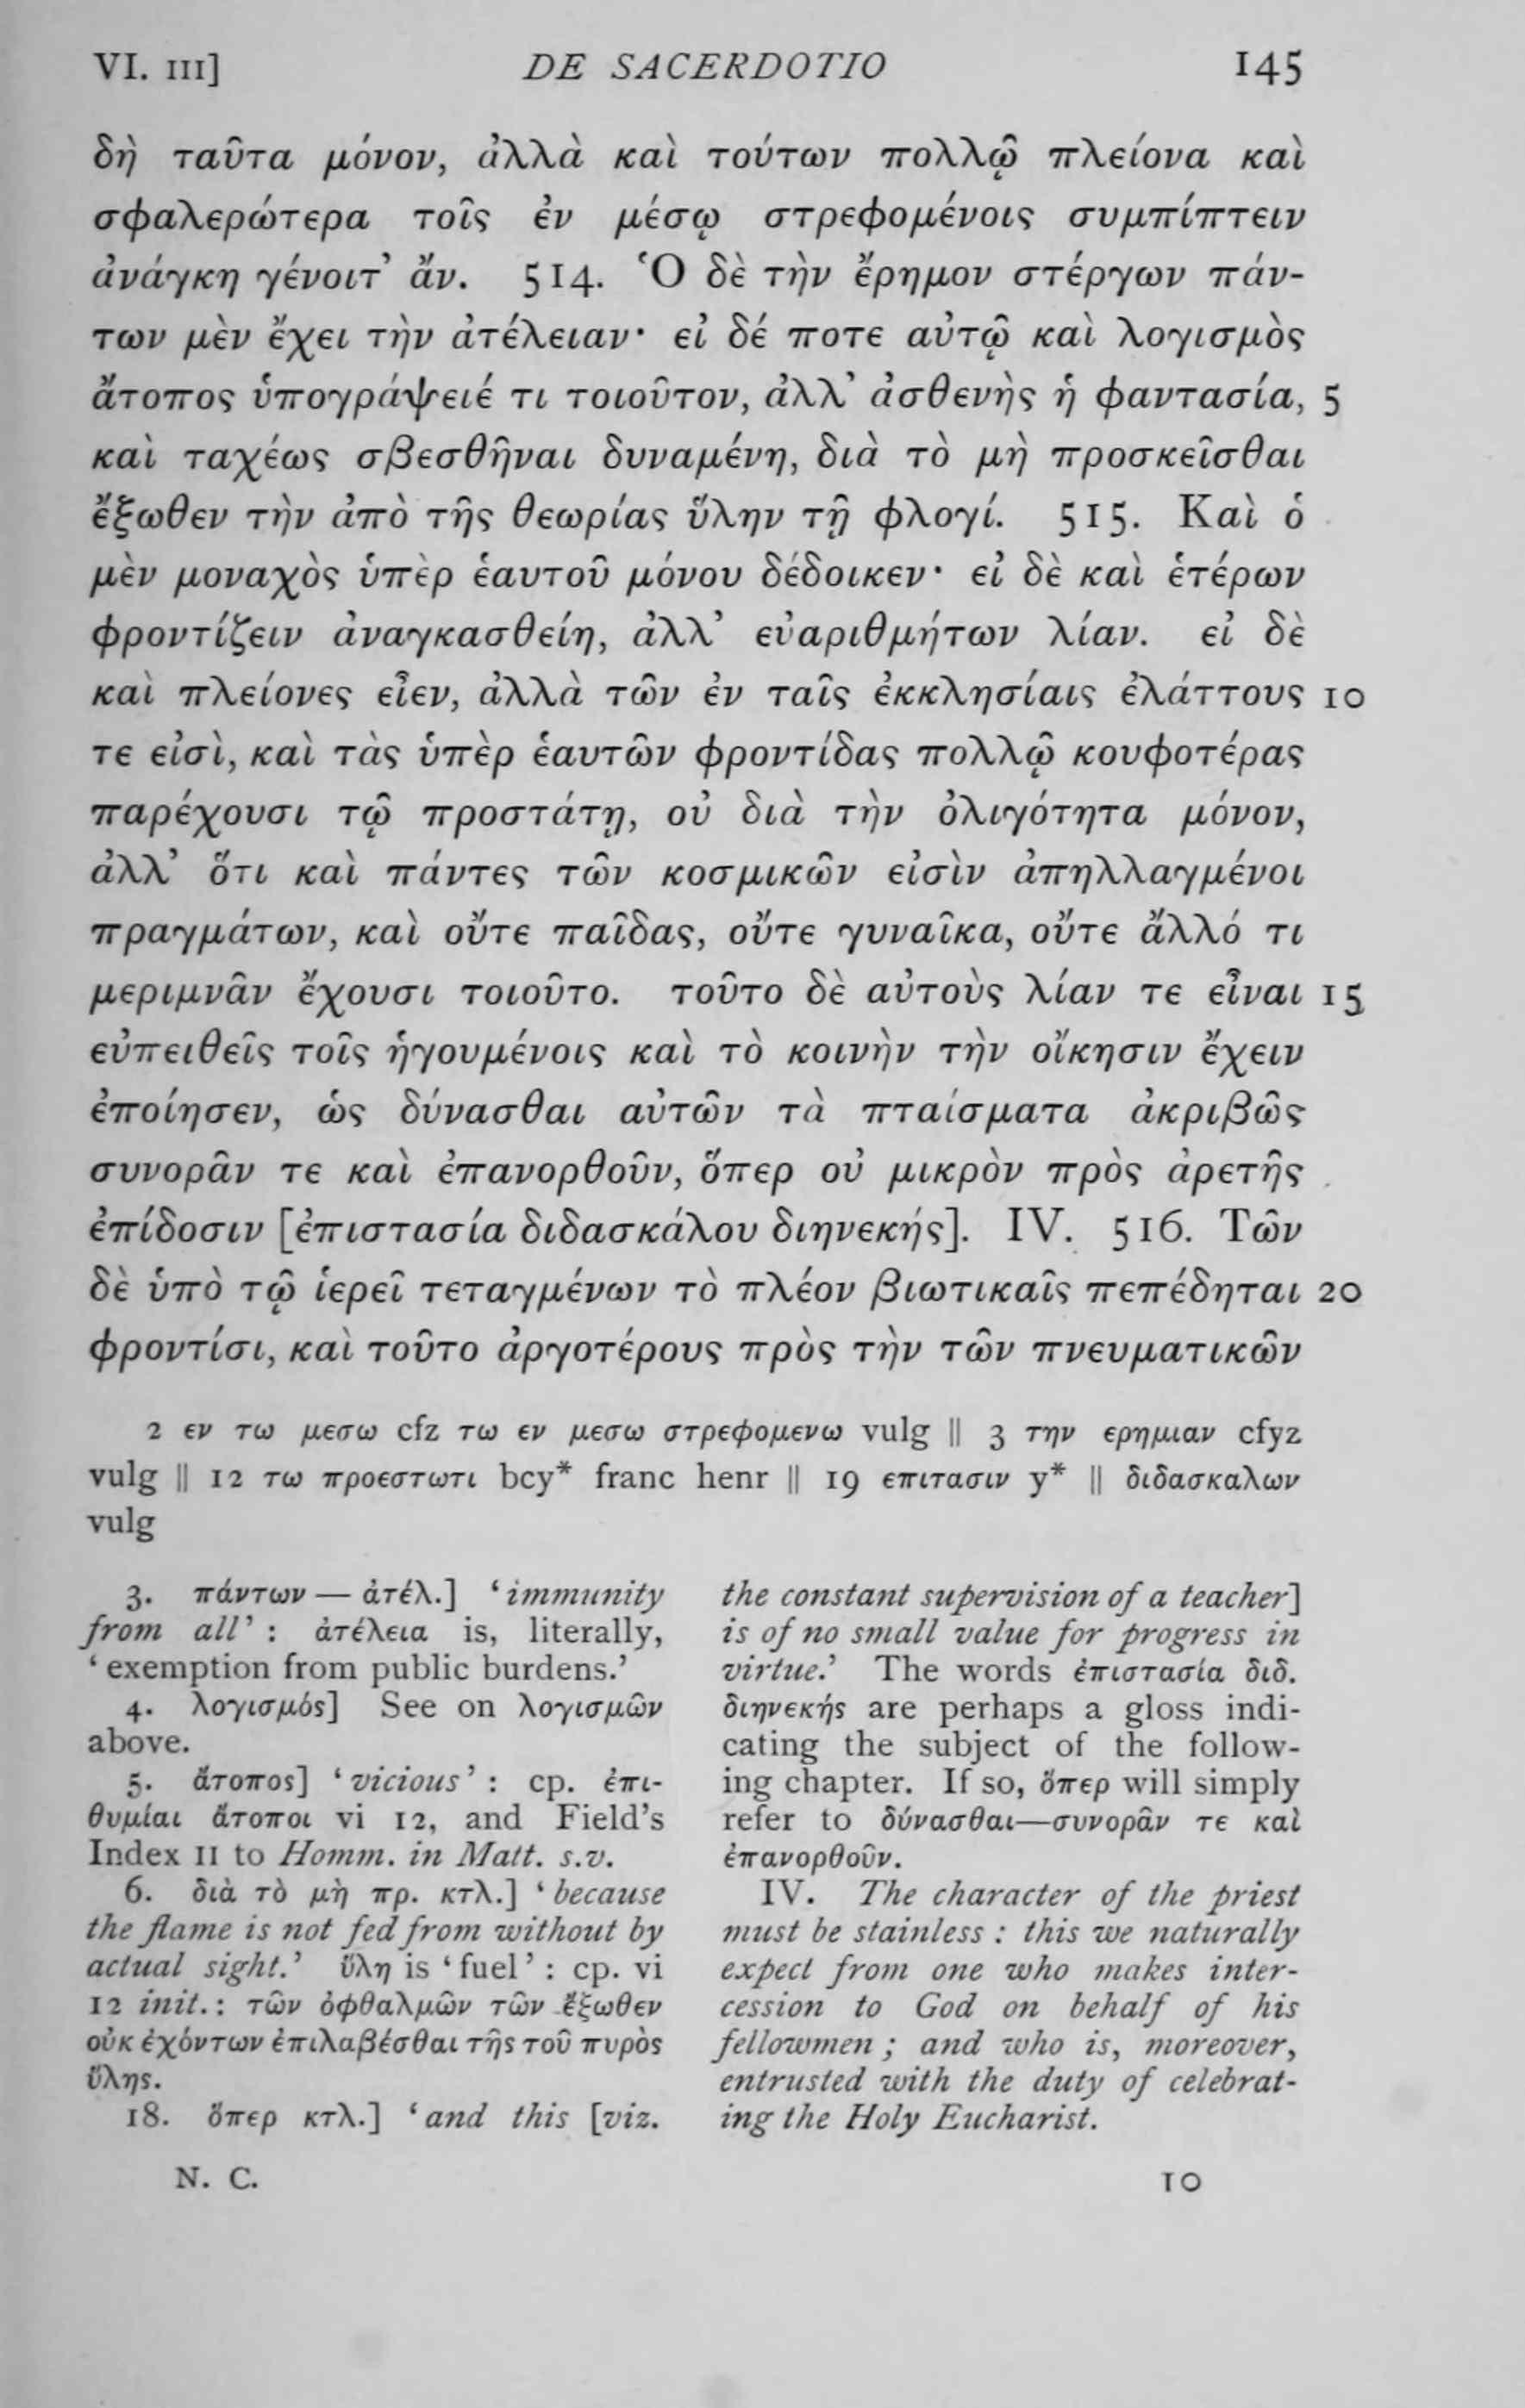 VI. III] DE SACERDOTIO 145
δὴ ταῦτα μόνον, ἀλλὰ καὶ τούτων πολλῷ πλείονα καὶ
σφαλερώτερα τοῖς ἐν μέσῳ στρεφομένοις συμπίπτειν
ἀνάγκη γένοιτ’ ἄν. 514. Ὁ δὲ τὴν ἔρημον στέργων πάν-
των μὲν ἔχει τὴν ἀτέλειαν· εἰ δέ ποτε αὐτῷ καὶ λογισμὸς
ἄτοπος ὑπογράψειέ τι τοιοῦτον, ἀλλ’ ἀσθενὴς ἡ φαντασία, 5
καὶ ταχέως σβεσθῆναι δυναμένη, διὰ τὸ μὴ προσκεῖσθαι
ἔξωθεν τὴν ἀπὸ τῆς θεωρίας ὕλην τῇ φλογί. 515. Καὶ ὁ
μὲν μοναχὸς ὑπὲρ ἑαυτοῦ μόνου δέδοικεν· εἰ δὲ καὶ ἑτέρων
φροντίζειν ἀναγκασθείη, ἀλλ’ εὐαριθμήτων λίαν. εἰ δὲ
καὶ πλείονες εἶεν, ἀλλὰ τῶν ἐν ταῖς ἐκκλησίαις ἐλάττους 10
τε εἰσὶ, καὶ τὰς ὑπὲρ ἑαυτῶν φροντίδας πολλῷ κουφοτέρας
παρέχουσι τῷ προστάτῃ, οὐ διὰ τὴν ὀλιγότητα μόνον,
ἀλλ’ ὅτι καὶ πάντες τῶν κοσμικῶν εἰσὶν ἀπηλλαγμένοι
πραγμάτων, καὶ οὔτε παῖδας, οὔτε γυναῖκα, οὔτε ἄλλό τι
μεριμνᾶν ἔχουσι τοιοῦτο. τοῦτο δὲ αὐτοὺς λίαν τε εἶναι 15
εὐπειθεῖς τοῖς ἡγουμένοις καὶ τὸ κοινὴν τὴν οἴκησιν ἔχειν
ἐποίησεν, ὡς δύνασθαι αὐτῶν τὰ πταίσματα ἀκριβῶς
συνορᾶν τε καὶ ἐπανορθοῦν, ὅπερ οὐ μικρὸν πρὸς ἀρετῆς
ἐπίδοσιν [ἐπιστασία διδασκάλου διηνεκής]. IV. 516. Τῶν
δὲ ὑπὸ τῷ ἱερεῖ τεταγμένων τὸ πλέον βιωτικαῖς πεπέδηται 20
φροντίσι, καὶ τοῦτο ἀργοτέρους πρὸς τὴν τῶν πνευματικῶν
2 εν τω μεσω cfz τω εν μεσω στρεφομενω vulg || 3 την ερημιαν cfyz
vulg || 12 τω προεστωτι bcy* franc henr || 19 επιτασιν y* || διδασκαλων
vulg
3. πάντων — ἀτέλ.] ‘immunity
from all’ : ἀτέλεια is, literally,
‘exemption from public burdens.’
4. λογισμός] See on λογισμῶν
above.
5. ἄτοπος] ‘vicious’ : cp. ἐπι-
θυμίαι ἄτοποι vi 12, and Field’s
Index II to Homm. in Matt. s.v.
6. διὰ τὸ μὴ πρ. κτλ.] ‘because
the flame is not fed from without by
actual sight.’ ὕλη is ‘fuel’ : cp. vi
12 init.: τῶν ὀφθαλμῶν τῶν ἔξωθεν
οὐκ ἐχόντων ἐπιλαβέσθαι τῆς τοῦ πυρὸς
ὕλης.
18. ὅπερ κτλ.] ‘and this [viz.
the constant supervision of a teacher]
is of no small value for progress in
virtue.’ The words ἐπιστασία διδ.
διηνεκής are perhaps a gloss indi-
cating the subject of the follow-
ing chapter. If so, ὅπερ will simply
refer to δύνασθαι—συνορᾶν τε καὶ
ἐπανορθοῦν.
IV. The character of the priest
must be stainless : this we naturally
expect from one who makes inter-
cession to God on behalf of his
fellowmen ; and who is, moreover,
entrusted with the duty of celebrat-
ing the Holy Eucharist.
N. C. 10